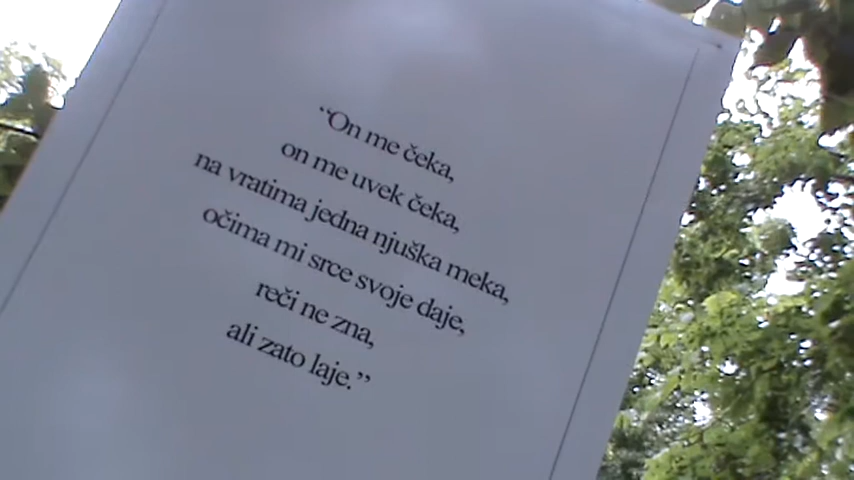 “On me čeka,
on me uvek čeka,
na vratima jedna njuška meka,
očima mi srce svoje daje,
reči ne zna,
ali zato laje.”